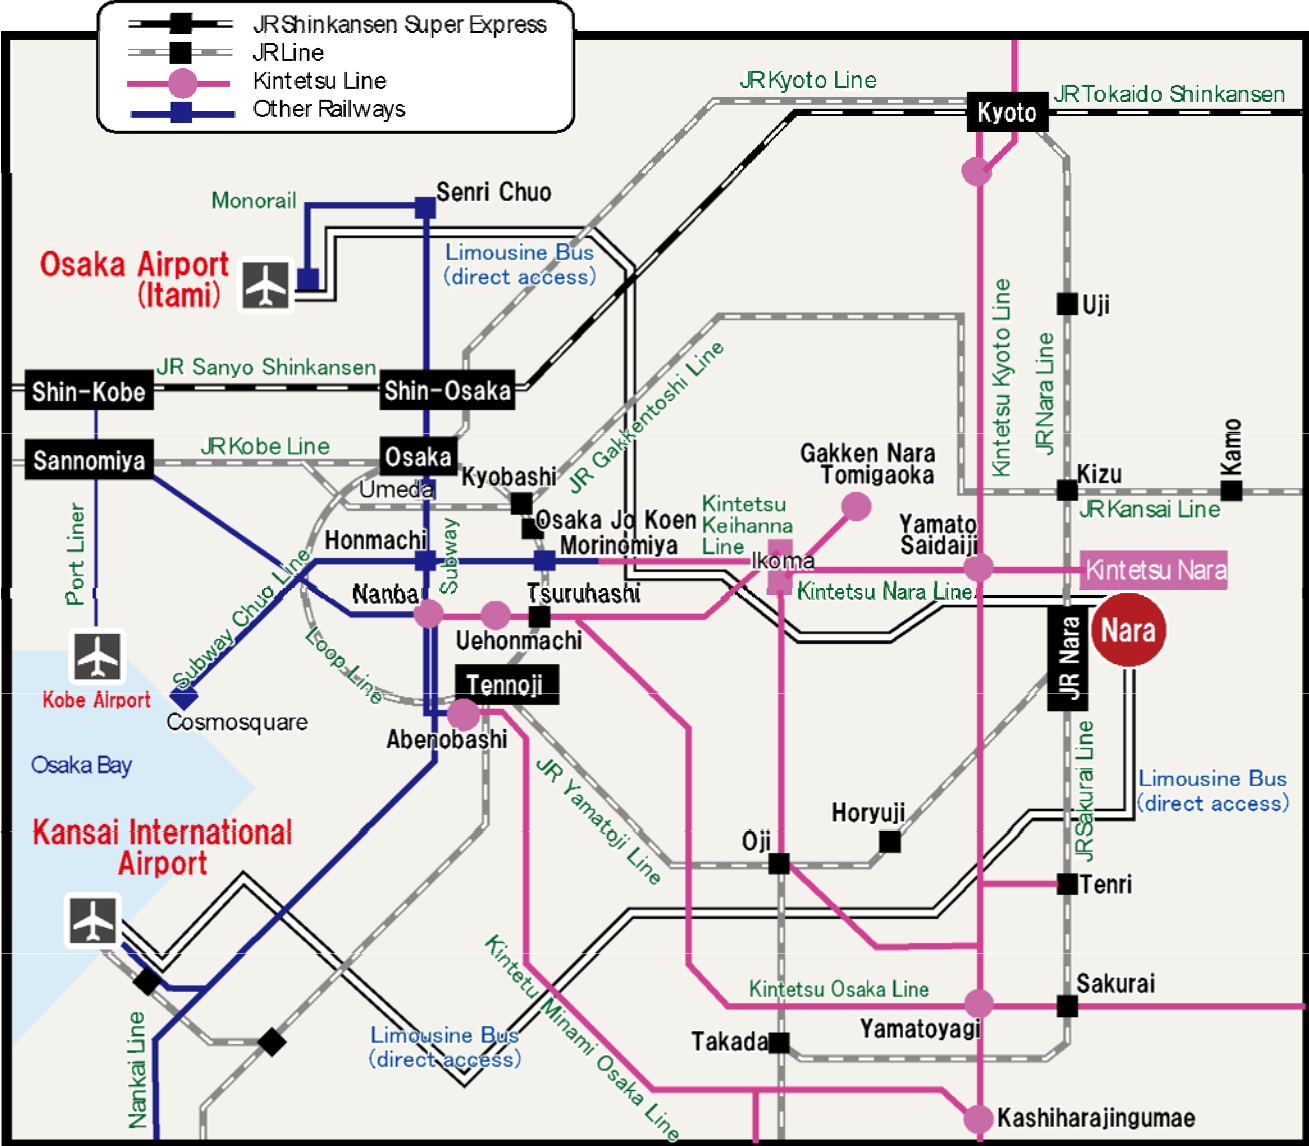 JR Shinkansen Super Express
JR Line
Kintetsu Line
Other Railways
JR Kyoto Line
Kyoto
JR Tokaido Shinkansen
Monorail
Senri Chuo
Osaka Airport
(Itami)
Limousine Bus
(direct access)
Kintetsu Kyoto Line
JR Nara Line
Uji
JR Sanyo Shinkansen
Shin-Kobe
Shin-Osaka
JR Gakkentoshi Line
JR Kobe Line
Sannomiya
Osaka
Umeda
Kyobashi
Gakken Nara
Tomigaoka
Kizu
Kamo
JR Kansai Line
Port Liner
Honmachi
Subway
Osaka Jo Koen
Morinomiya
Kintetsu
Keihanna
Line
Ikoma
Yamato
Saidaiji
Kintetsu Nara
Kintetsu Nara Line
Subway Chuo Line
Nanba
Uehonmachi
Tsuruhashi
JR Nara
Nara
Loop Line
Tennoji
Kobe Airport
Cosmosquare
Abenobashi
Osaka Bay
JR Yamatoji Line
Limousine Bus
(direct access)
JR Sakurai Line
Kansai International
Airport
Horyuji
Oji
Tenri
Kintetu Minami Osaka Line
Kintetsu Osaka Line
Sakurai
Yamatoyagi
Nankai Line
Limousine Bus
(direct access)
Takada
Kashiharajingumae